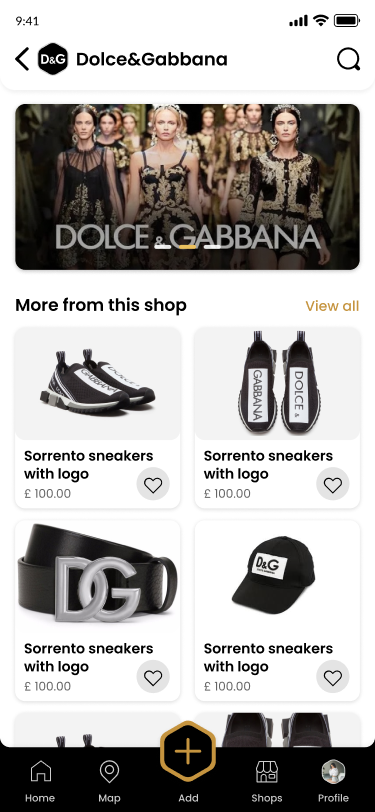 9:41
D&G
Dolce&Gabbana
DOLCE & GABBANA
More from this shop
View all
GABBANA
DOLCE &
Sorrento sneakers
with logo
£ 100.00
Sorrento sneakers
with logo
£ 100.00
DG
D&G
Sorrento sneakers
with logo
£ 100.00
Sorrento sneakers
with logo
£ 100.00
Home
Map
Add
Shops
Profile